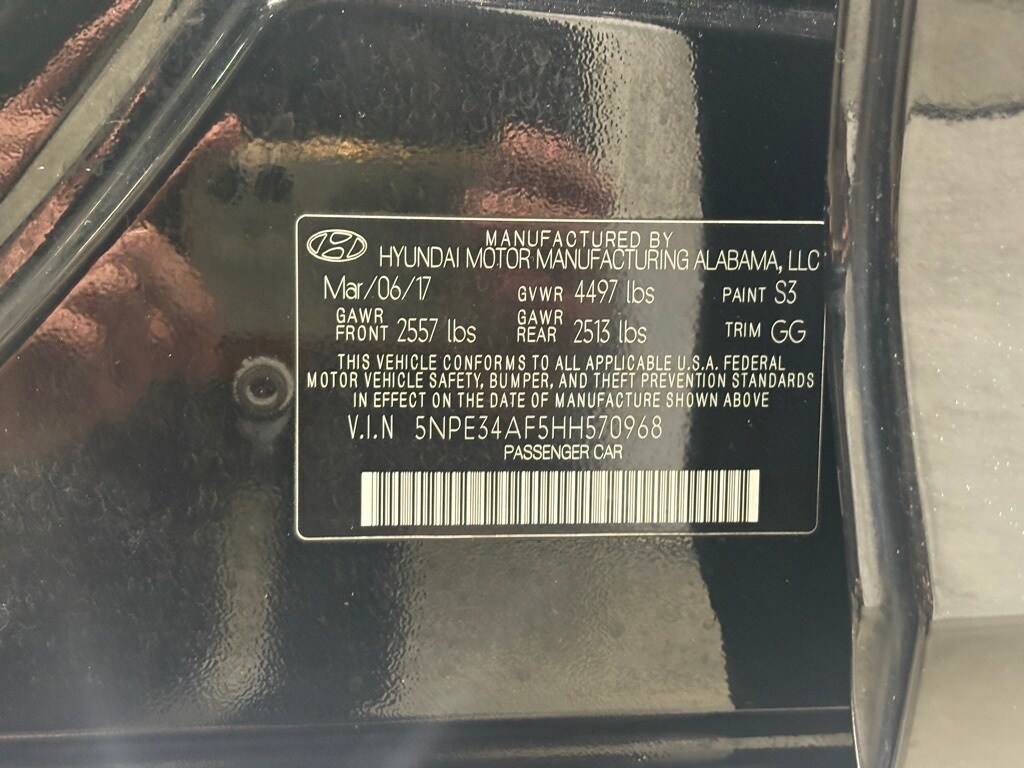 MANUFACTURED BY
HYUNDAI MOTOR MANUFACTURING ALABAMA, LLC
Mar/06/17 GVWR 4497 lbs PAINT S3
GAWR FRONT 2557 lbs GAWR REAR 2513 lbs TRIM GG
THIS VEHICLE CONFORMS TO ALL APPLICABLE U.S.A. FEDERAL
MOTOR VEHICLE SAFETY, BUMPER, AND THEFT PREVENTION STANDARDS
IN EFFECT ON THE DATE OF MANUFACTURE SHOWN ABOVE
V.I.N 5NPE34AF5HH570968
PASSENGER CAR